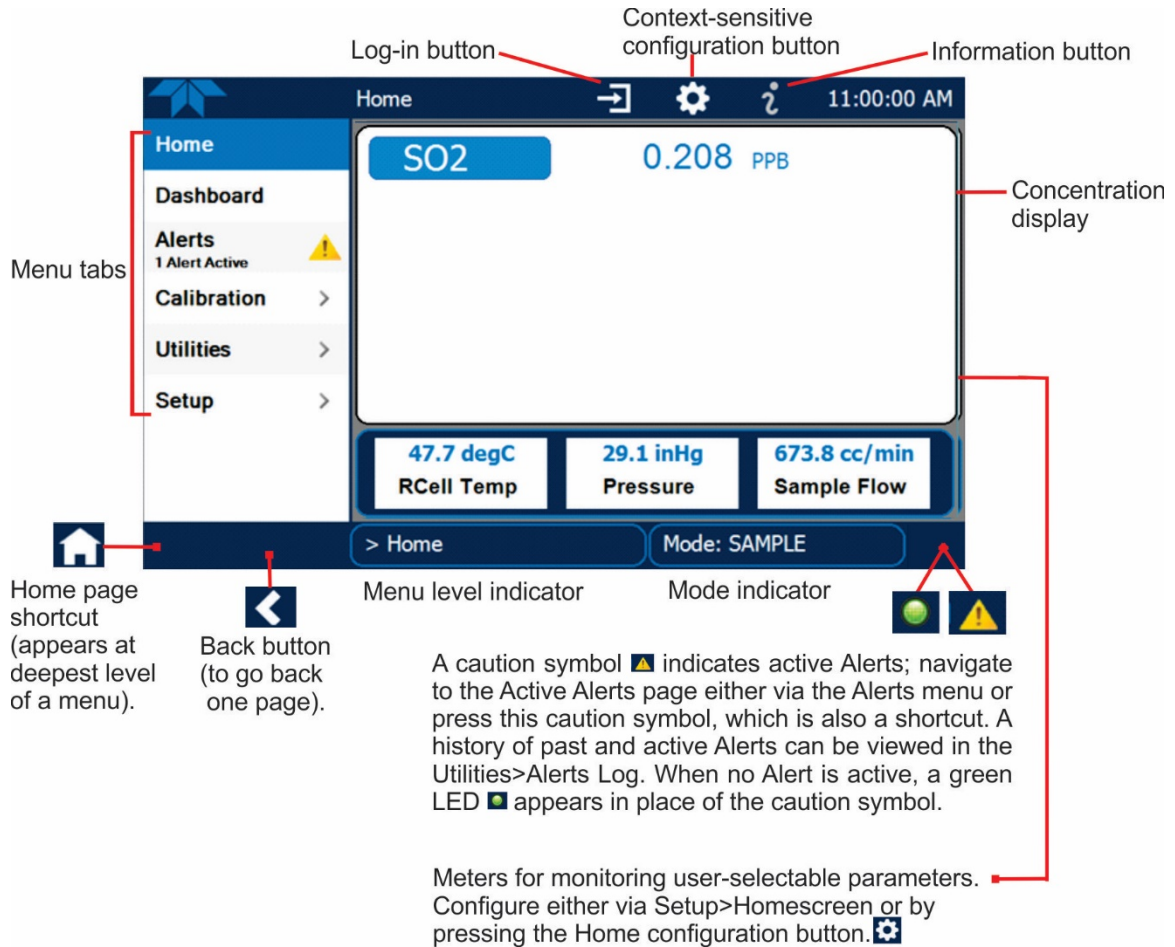 Context-sensitive
configuration button
Log-in button
Information button
Home
11:00:00 AM
Home
Dashboard
Alerts
1 Alert Active
Calibration
Utilities
Setup
Menu tabs
SO2 0.208 PPB
Concentration
display
47.7 degC
RCell Temp
29.1 inHg
Pressure
673.8 cc/min
Sample Flow
> Home
Mode: SAMPLE
Home page
shortcut
(appears at
deepest level
of a menu).
Back button
(to go back
one page).
Menu level indicator
Mode indicator
A caution symbol indicates active Alerts; navigate
to the Active Alerts page either via the Alerts menu or
press this caution symbol, which is also a shortcut. A
history of past and active Alerts can be viewed in the
Utilities>Alerts Log. When no Alert is active, a green
LED appears in place of the caution symbol.
Meters for monitoring user-selectable parameters.
Configure either via Setup>Homescreen or by
pressing the Home configuration button.